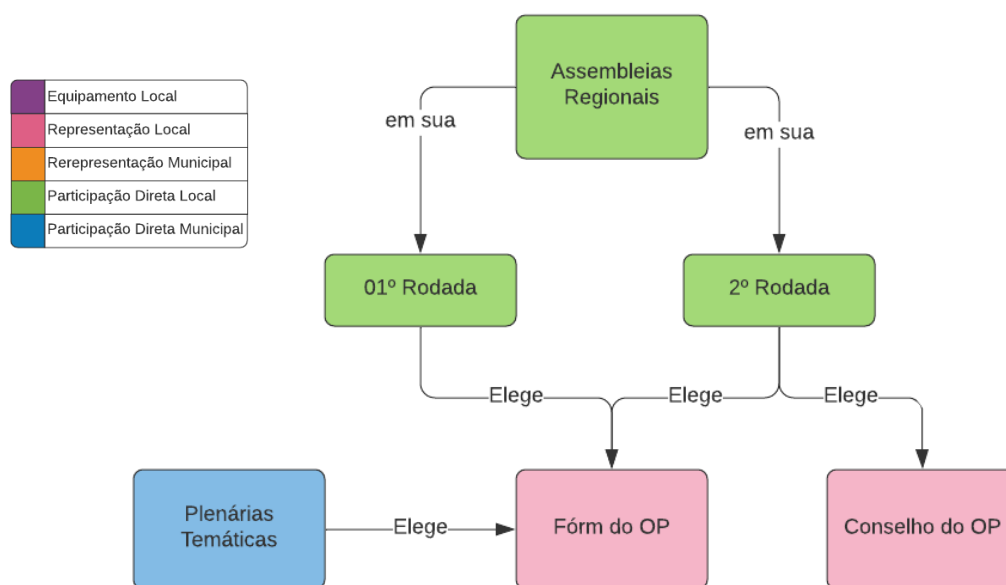 Assembleias
Regionais
Equipamento Local
Representação Local
Rerepresentação Municipal
Participação Direta Local
Participação Direta Municipal
em sua
em sua
01º Rodada
2º Rodada
Elege
Elege
Elege
Plenárias
Temáticas
Elege
Fórm do OP
Conselho do OP